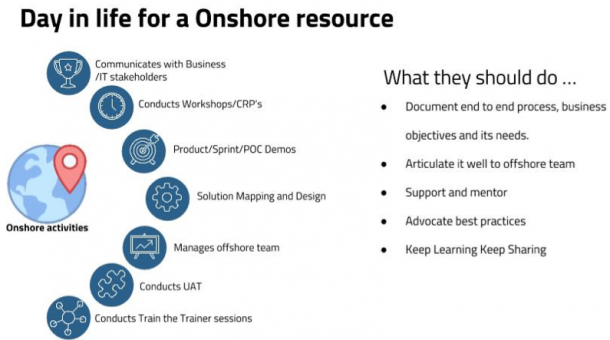 Day in life for a Onshore resource
Communicates with Business
/IT stakeholders
Conducts Workshops/CRP's
Product/Sprint/POC Demos
Solution Mapping and Design
Manages offshore team
Conducts UAT
Conducts Train the Trainer sessions
Onshore activities
What they should do ...
● Document end to end process, business
objectives and its needs.
● Articulate it well to offshore team
● Support and mentor
● Advocate best practices
● Keep Learning Keep Sharing